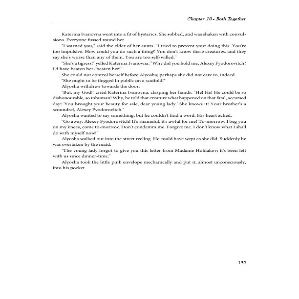 Chapter 10 - Both Together
Katerina Ivanovna went into a fit of hysterics. She sobbed, and was shaken with convul-
sions. Everyone fussed round her.
"I warned you," said the elder of her aunts. "I tried to prevent your doing this. You're
too impulsive. How could you do such a thing? You don't know these creatures, and they
say she's worse than any of them. You are too self-willed."
"She's a tigress!" yelled Katerina Ivanovna. "Why did you hold me, Alexey Fyodorovitch?
I'd have beaten her, beaten her!"
She could not control herself before Alyosha; perhaps she did not care to, indeed.
"She ought to be flogged in public on a scaffold!"
Alyosha withdrew towards the door.
"But, my God!" cried Katerina Ivanovna, clasping her hands. "He! He! He could be so
dishonourable, so inhuman! Why, he told that creature what happened on that fatal, accursed
day! 'You brought your beauty for sale, dear young lady.' She knows it! Your brother's a
scoundrel, Alexey Fyodorovitch."
Alyosha wanted to say something, but he couldn't find a word. His heart ached.
"Go away, Alexey Fyodorovitch! It's shameful, it's awful for me! To-morrow, I beg you
on my knees, come to-morrow. Don't condemn me. Forgive me. I don't know what I shall
do with myself now!"
Alyosha walked out into the street reeling. He could have wept as she did. Suddenly he
was overtaken by the maid.
"The young lady forgot to give you this letter from Madame Hohlakov; it's been left
with us since dinner-time."
Alyosha took the little pink envelope mechanically and put it, almost unconsciously,
into his pocket.